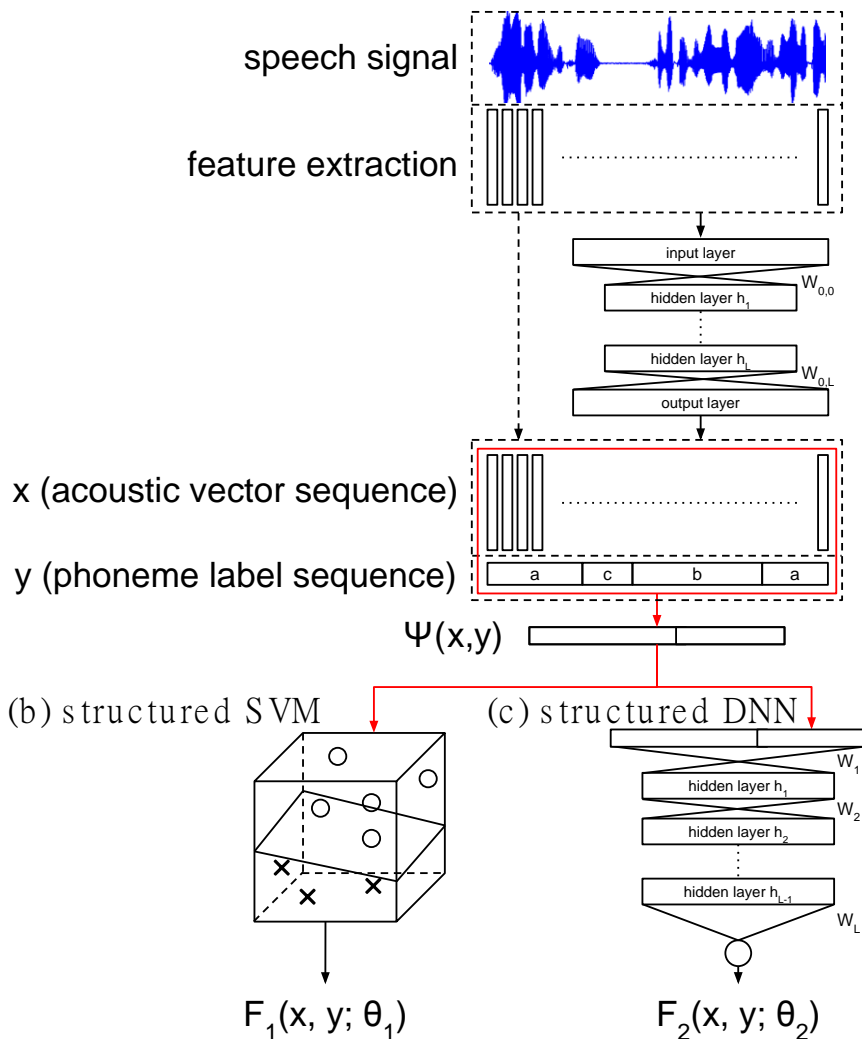 speech signal
feature extraction
input layer
W0,0
hidden layer h1
hidden layer hL
W0,L
output layer
x (acoustic vector sequence)
y (phoneme label sequence)
a c b a
Ψ(x,y)
(b) structured SVM
(c) structured DNN
W1
hidden layer h1
W2
hidden layer h2
hidden layer hL-1
WL
F1(x, y; θ1)
F2(x, y; θ2)